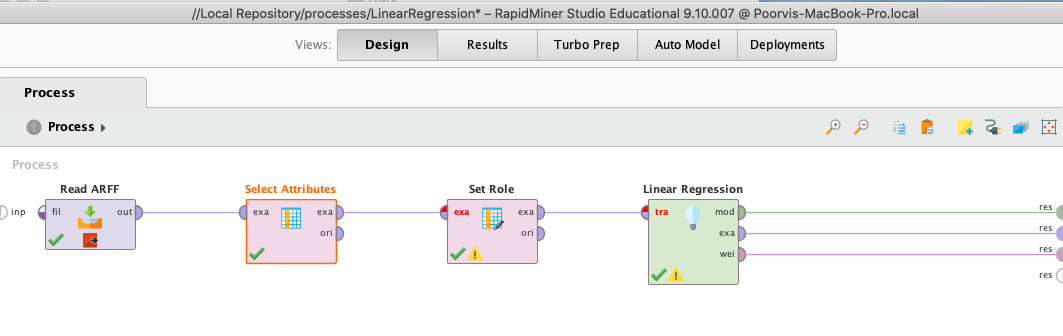 //Local Repository/processes/LinearRegression* – RapidMiner Studio Educational 9.10.007 @ Poorvis-MacBook-Pro.local
Views: Design Results Turbo Prep Auto Model Deployments
Process
Process
Process
Read ARFF Select Attributes Set Role Linear Regression
inp fil out exa exa exa exa tra mod res
ori ori exa res
wei res
res